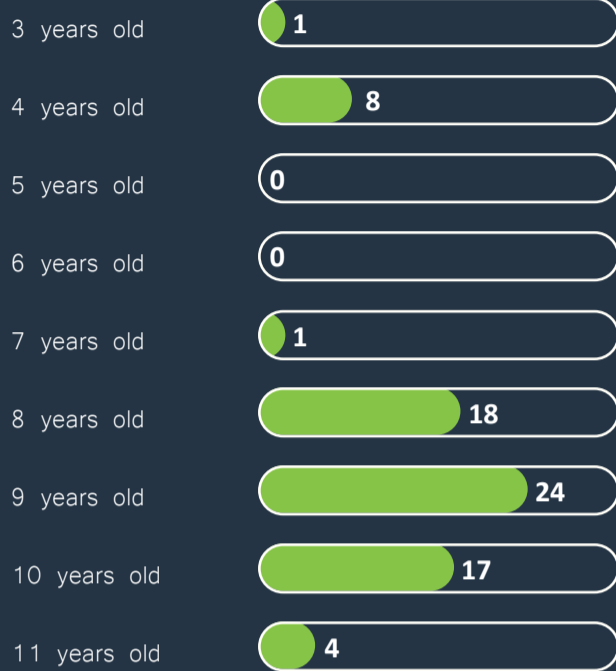 3 years old 1
4 years old 8
5 years old 0
6 years old 0
7 years old 1
8 years old 18
9 years old 24
10 years old 17
11 years old 4